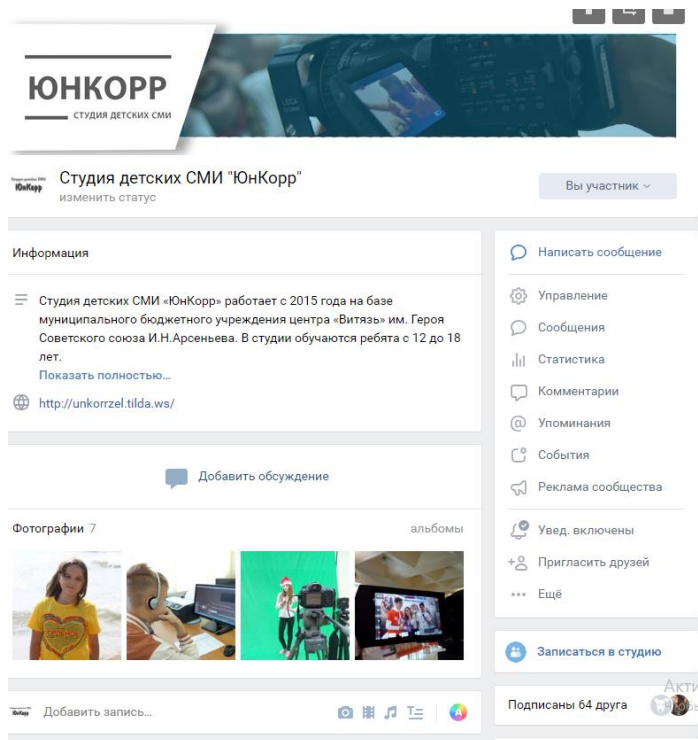 ЮНКОРР
СТУДИЯ ДЕТСКИХ СМИ
Студия детских СМИ "ЮнКорр"
изменить статус
Вы участник
Информация
Студия детских СМИ «ЮнКорр» работает с 2015 года на базе
муниципального бюджетного учреждения центра «Витязь» им. Героя
Советского союза И.Н.Арсеньева. В студии обучаются ребята с 12 до 18
лет.
Показать полностью...
http://unkorrzel.tilda.ws/
Добавить обсуждение
Фотографии 7
альбомы
Добавить запись...
Написать сообщение
Управление
Сообщения
Статистика
Комментарии
Упоминания
События
Реклама сообщества
Увед. включены
Пригласить друзей
Ещё
Записаться в студию
Подписаны 64 друга